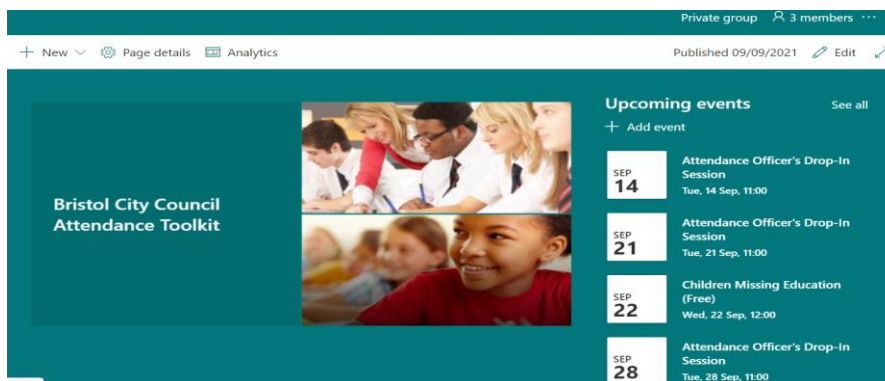 Private group 3 members ...
+ New Page details Analytics
Published 09/09/2021 Edit
Bristol City Council
Attendance Toolkit
Upcoming events See all
+ Add event
SEP
14
Attendance Officer's Drop-In
Session
Tue, 14 Sep, 11:00
SEP
21
Attendance Officer's Drop-In
Session
Tue, 21 Sep, 11:00
SEP
22
Children Missing Education
(Free)
Wed, 22 Sep, 12:00
SEP
28
Attendance Officer's Drop-In
Session
Tue, 28 Sep, 11:00